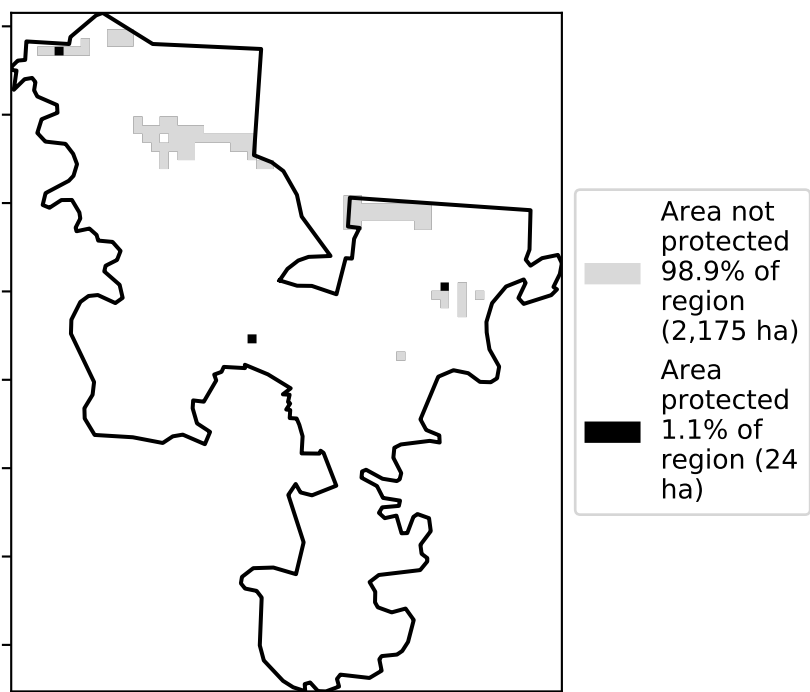 Area not
protected
98.9% of
region
(2,175 ha)
Area
protected
1.1% of
region (24
ha)